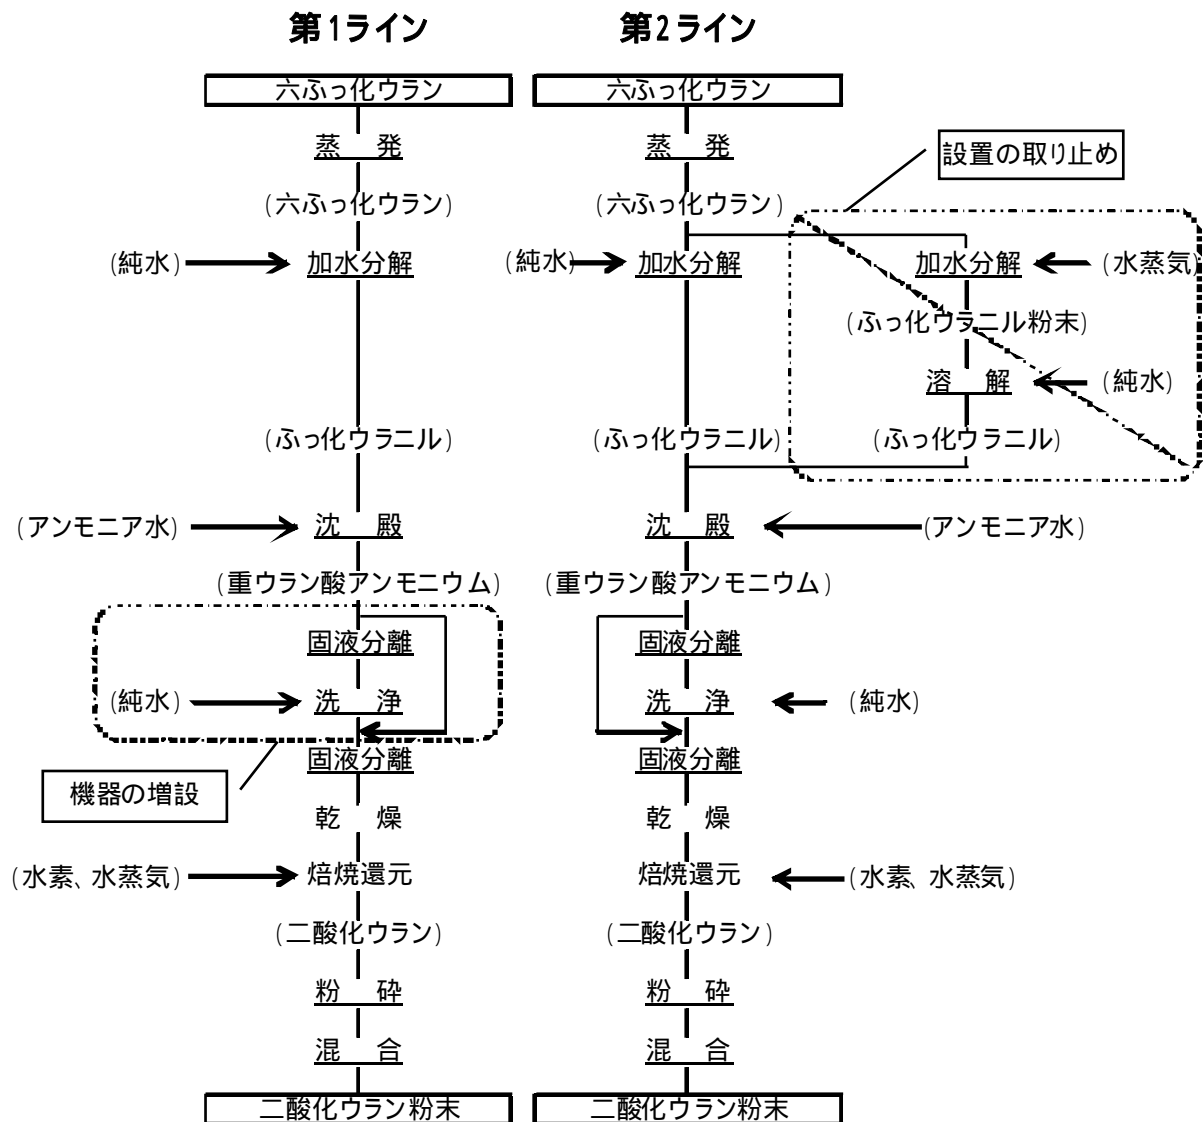 第1ライン 第2ライン
六ふっ化ウラン 六ふっ化ウラン
蒸 発 蒸 発
設置の取り止め
(六ふっ化ウラン) (六ふっ化ウラン)
(純水) 加水分解 (純水) 加水分解 加水分解 (水蒸気)
(ふっ化ウラニル粉末)
溶 解 (純水)
(ふっ化ウラニル) (ふっ化ウラニル) (ふっ化ウラニル)
(アンモニア水) 沈 殿 沈 殿 (アンモニア水)
(重ウラン酸アンモニウム) (重ウラン酸アンモニウム)
固液分離 固液分離
(純水) 洗 浄 洗 浄 (純水)
固液分離 固液分離
機器の増設
乾 燥 乾 燥
(水素、水蒸気) 焙焼還元 焙焼還元 (水素、水蒸気)
(二酸化ウラン) (二酸化ウラン)
粉 砕 粉 砕
混 合 混 合
二酸化ウラン粉末 二酸化ウラン粉末